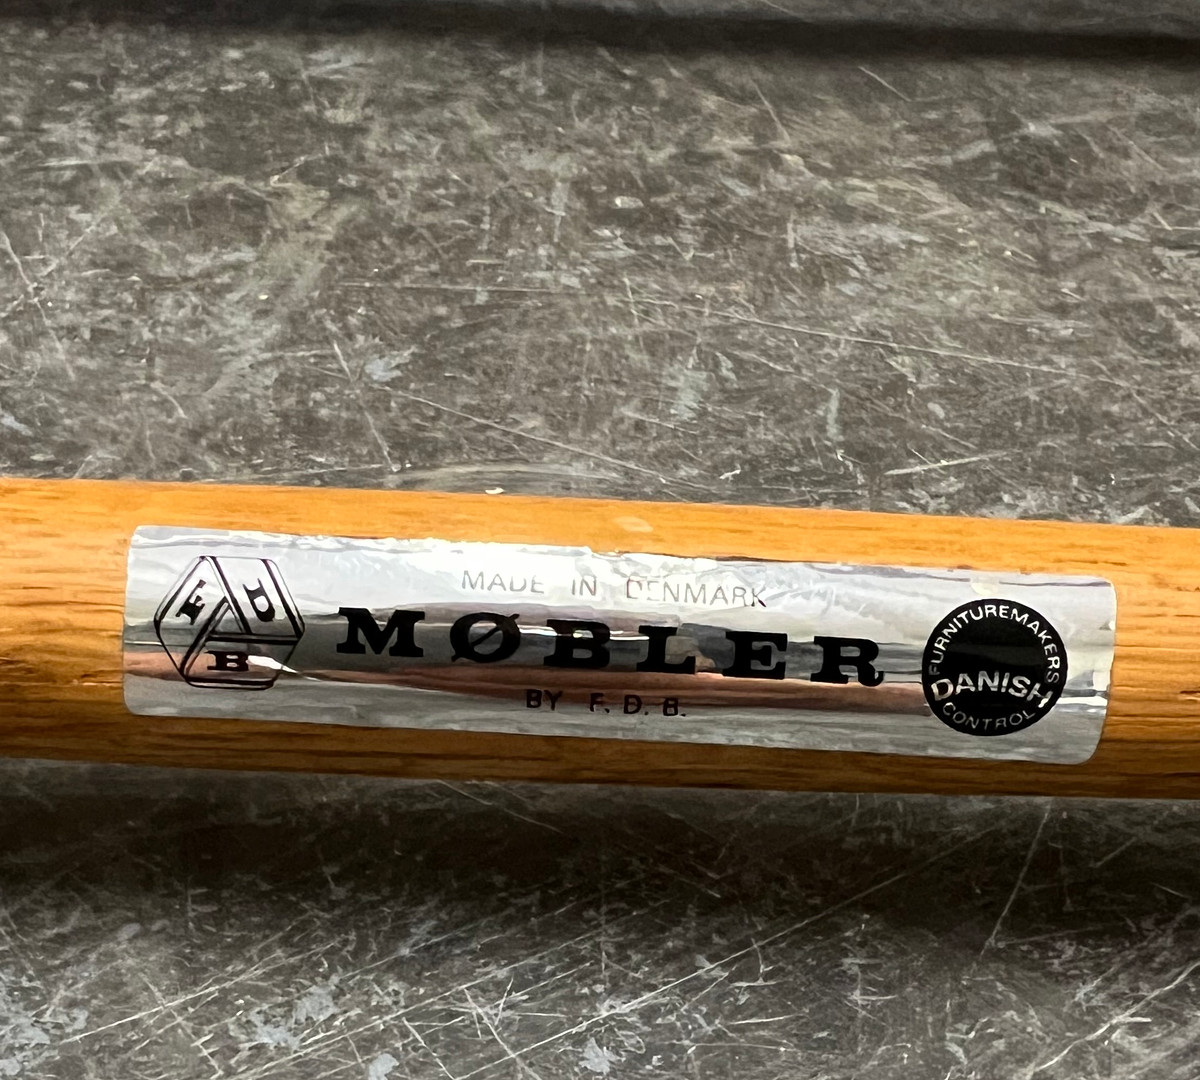 F D B
MADE IN DENMARK
MØBLER
BY F. D. B.
FURNITUREMAKERS
DANISH
CONTROL